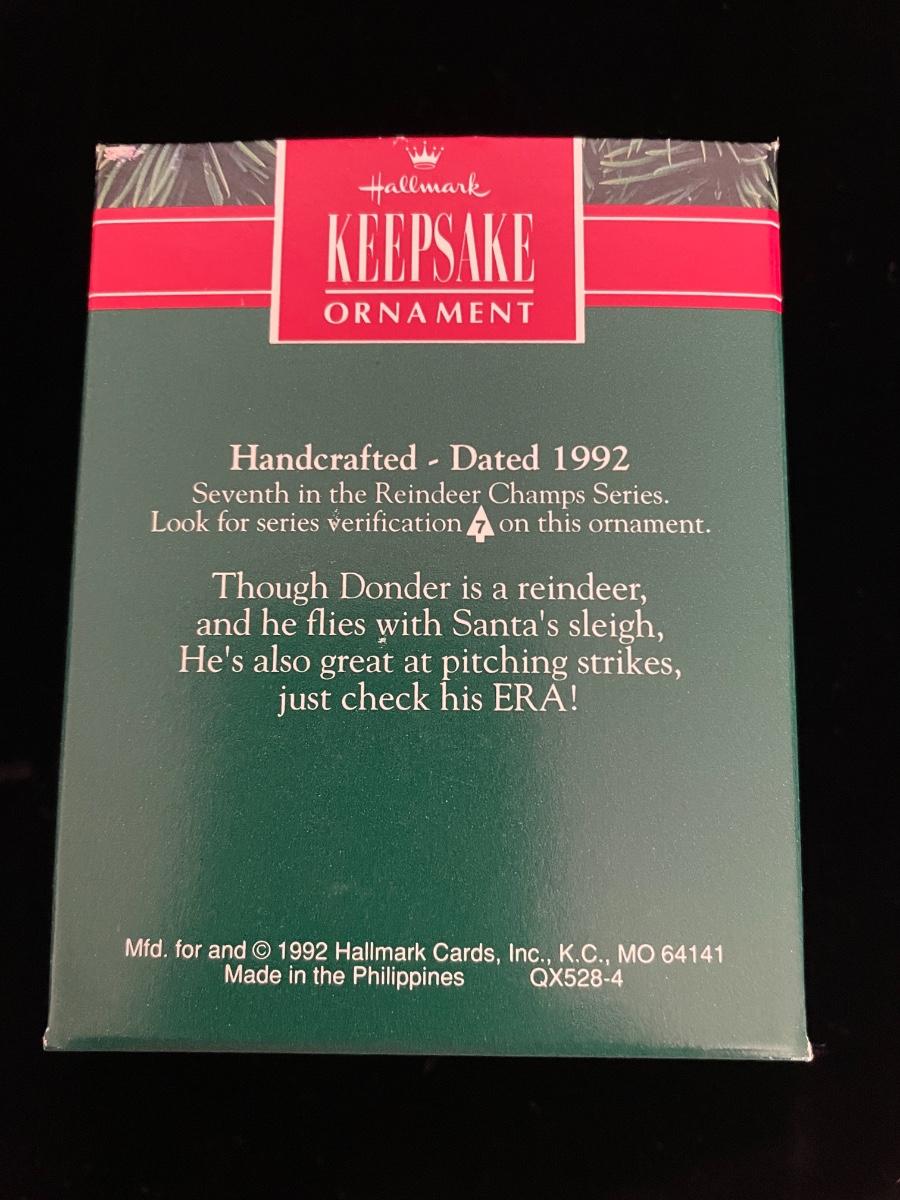 Hallmark
KEEPSAKE
ORNAMENT
Handcrafted - Dated 1992
Seventh in the Reindeer Champs Series.
Look for series verification 7 on this ornament.
Though Donder is a reindeer,
and he flies with Santa's sleigh,
He's also great at pitching strikes,
just check his ERA!
Mfd. for and © 1992 Hallmark Cards, Inc., K.C., MO 64141
Made in the Philippines QX528-4